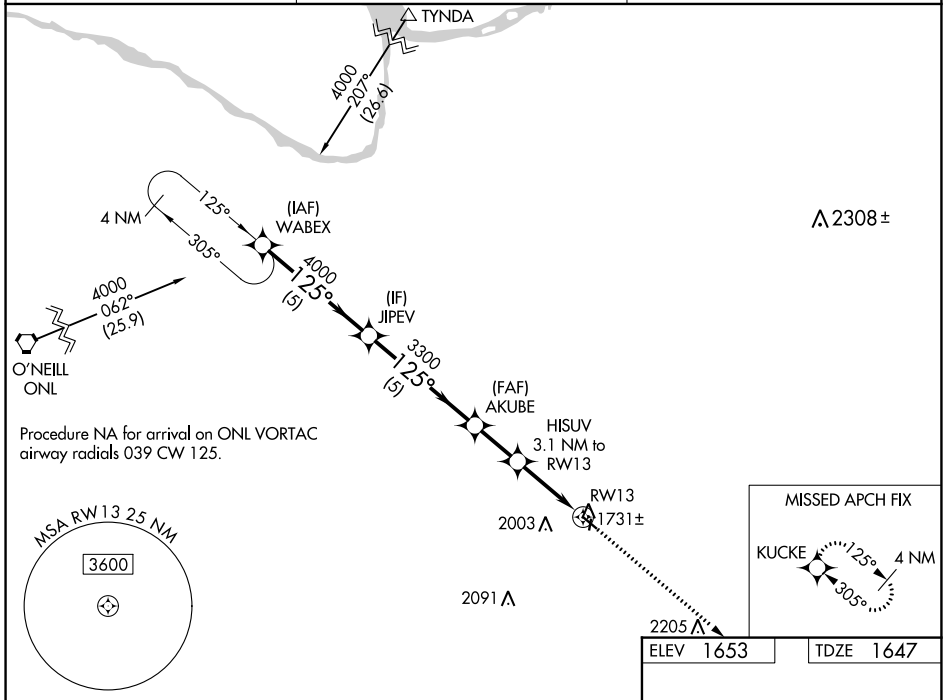 TYNDA
4000
207°
(26.6)
125°
4 NM
305°
(IAF)
WABEX
2308±
4000
125°
(5)
4000
062°
(25.9)
(IF)
JIPEV
O'NEILL
ONL
3300
125°
(5)
(FAF)
AKUBE
HISUV
3.1 NM to
RW13
Procedure NA for arrival on ONL VORTAC
airway radials 039 CW 125.
RW13
1731±
2003
MSA RW13 25 NM
3600
MISSED APCH FIX
KUCKE
125°
4 NM
305°
2091
2205
ELEV 1653
TDZE 1647